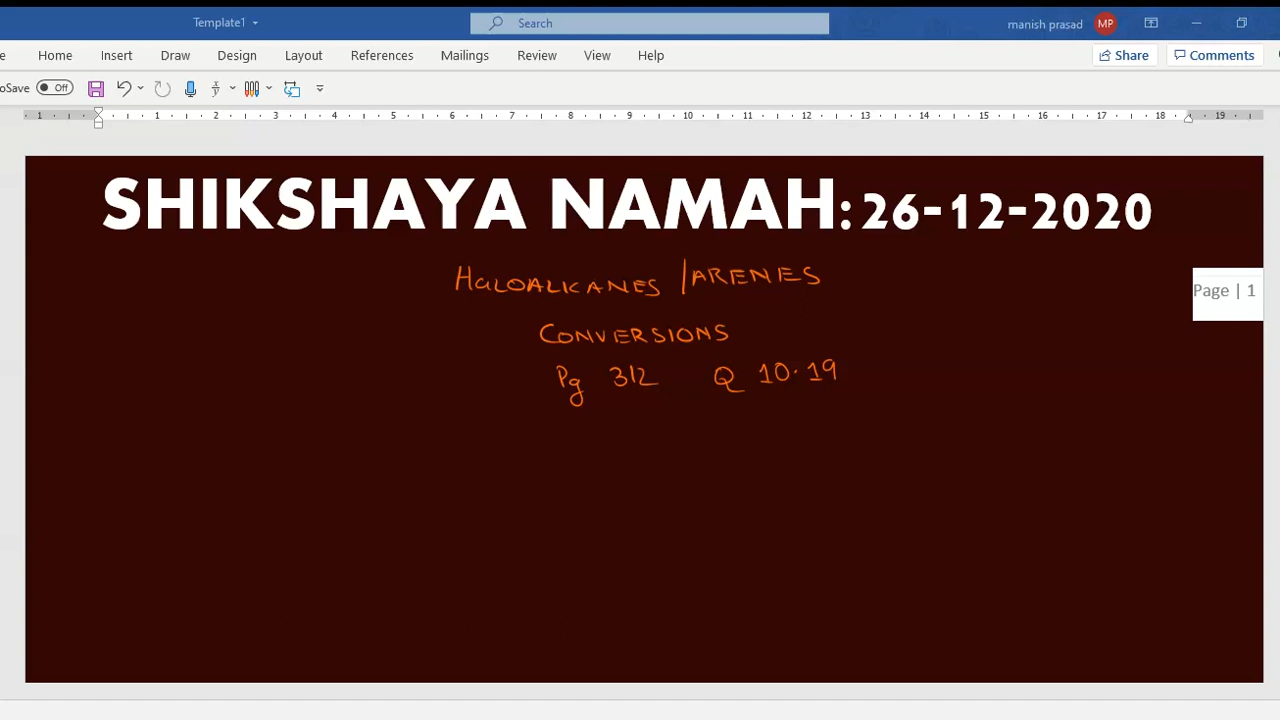 Template1
Search
manish prasad MP
e Home Insert Draw Design Layout References Mailings Review View Help Share Comments
oSave Off
1 1 2 3 4 5 6 7 8 9 10 11 12 13 14 15 16 17 18 19
SHIKSHAYA NAMAH: 26-12-2020
HALOALKANES /ARENES
Page | 1
CONVERSIONS
Pg 312 Q 10.19